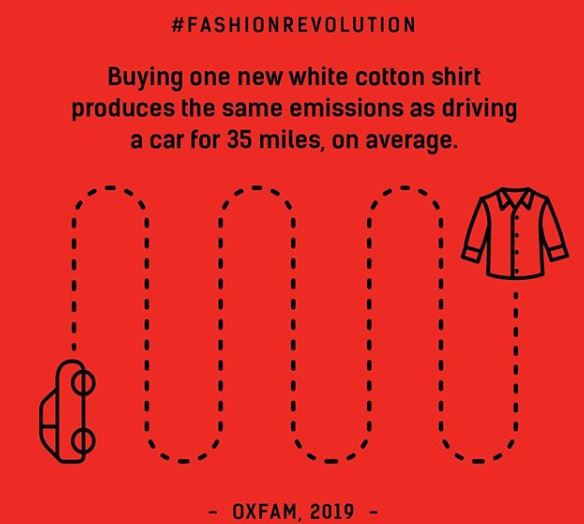 #FASHIONREVOLUTION
Buying one new white cotton shirt
produces the same emissions as driving
a car for 35 miles, on average.
- OXFAM, 2019 -